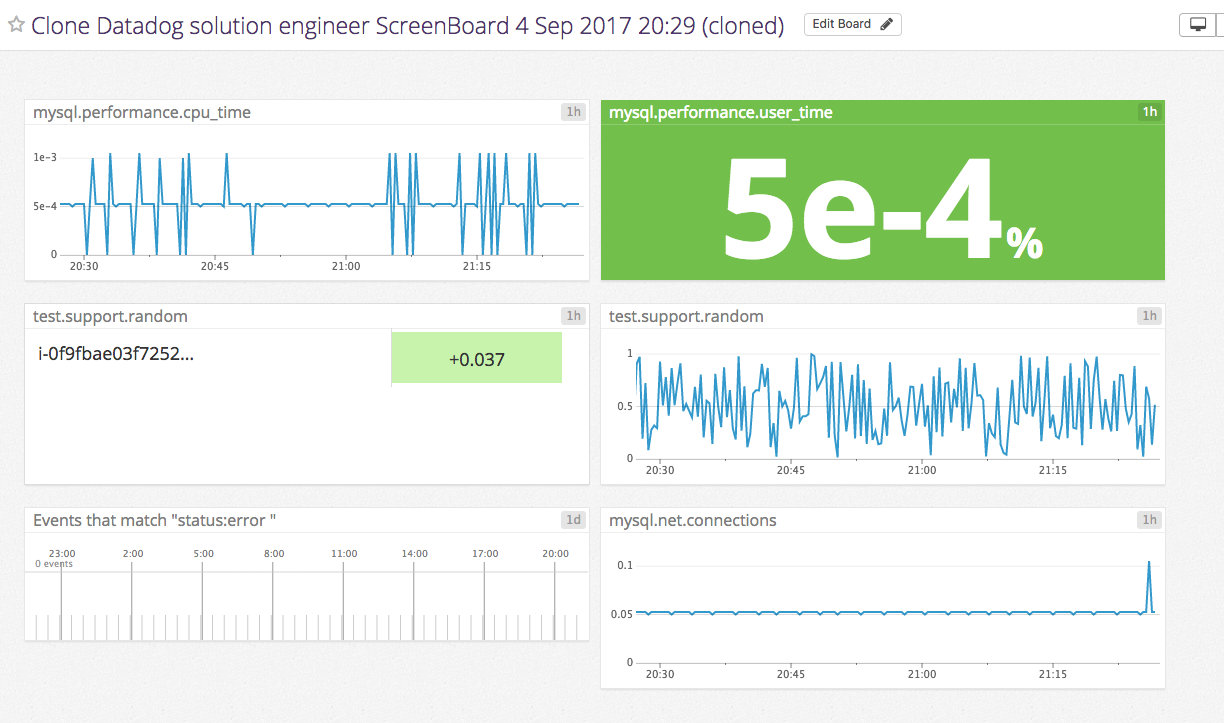 Clone Datadog solution engineer ScreenBoard 4 Sep 2017 20:29 (cloned)
Edit Board
mysql.performance.cpu_time
1h
1e-3
5e-4
0
20:30
20:45
21:00
21:15
mysql.performance.user_time
1h
5e-4%
test.support.random
1h
i-0f9fbae03f7252...
+0.037
test.support.random
1h
1
0.5
0
20:30
20:45
21:00
21:15
Events that match "status:error "
1d
23:00
2:00
5:00
8:00
11:00
14:00
17:00
20:00
0 events
mysql.net.connections
1h
0.1
0.05
0
20:30
20:45
21:00
21:15